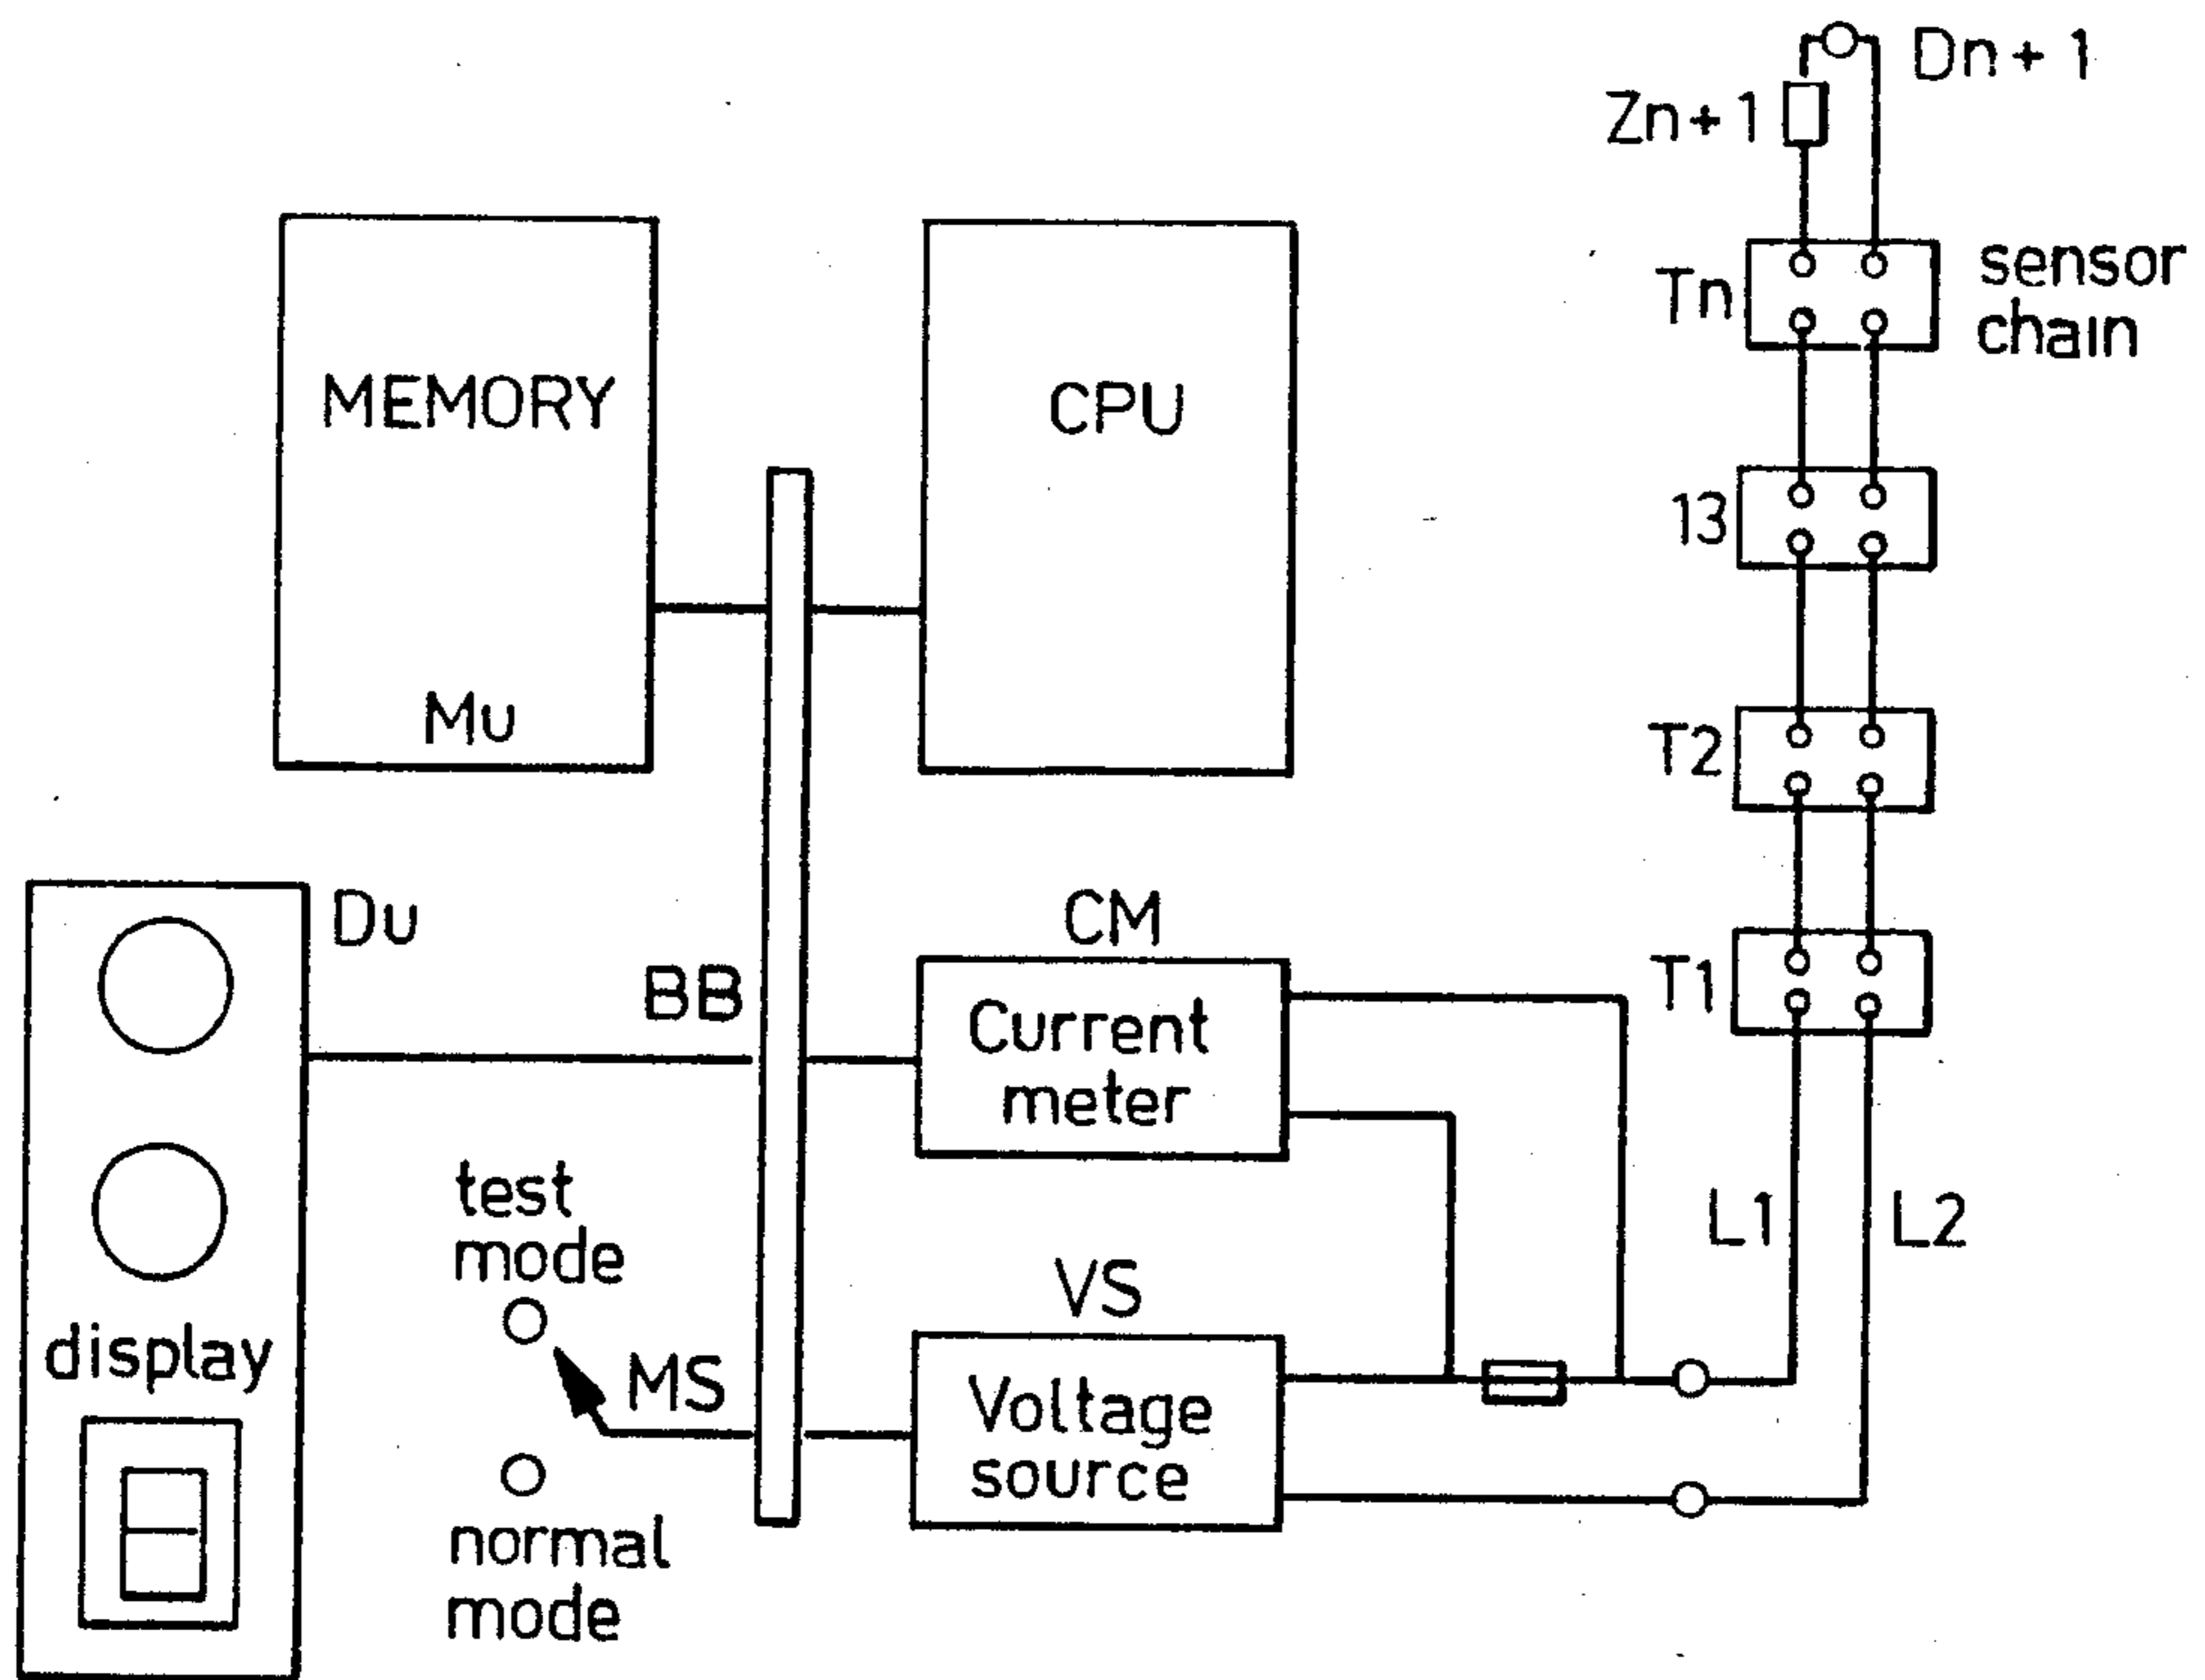 Dn + 1
Zn + 1
Tn
sensor
chain
MEMORY
CPU
13
Mu
T2
Du
CM
BB
T1
Current
meter
test
mode
L1
L2
VS
display
MS
Voltage
source
normal
mode